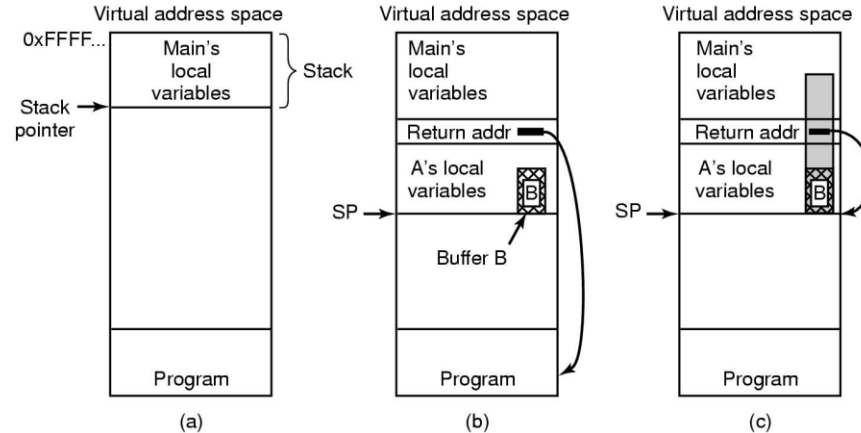 Virtual address space
0xFFFF...
Main's
local
variables
Stack
Stack
pointer
Program
(a)
Virtual address space
Main's
local
variables
Return addr
A's local
variables
B
SP
Buffer B
Program
(b)
Virtual address space
Main's
local
variables
Return addr
A's local
variables
B
SP
Program
(c)